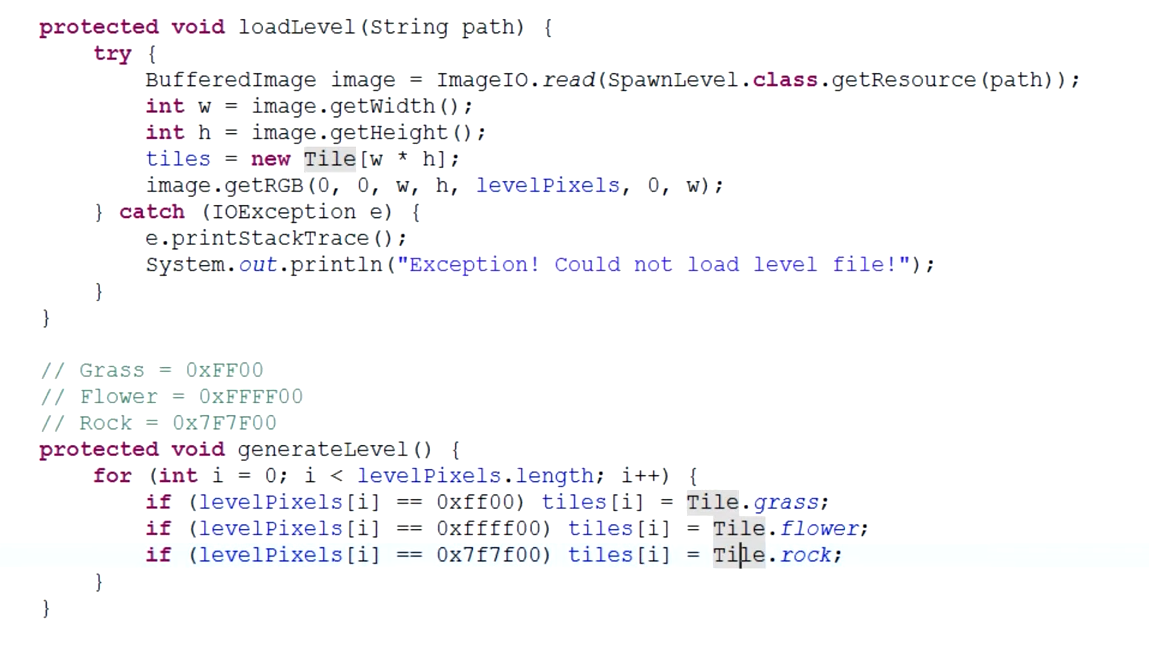 protected void loadLevel(String path) {
try {
BufferedImage image = ImageIO.read(SpawnLevel.class.getResource(path));
int w = image.getWidth();
int h = image.getHeight();
tiles = new Tile[w * h];
image.getRGB(0, 0, w, h, levelPixels, 0, w);
} catch (IOException e) {
e.printStackTrace();
System.out.println("Exception! Could not load level file!");
}
}
// Grass = 0xFF00
// Flower = 0xFFFF00
// Rock = 0x7F7F00
protected void generateLevel() {
for (int i = 0; i < levelPixels.length; i++) {
if (levelPixels[i] == 0xff00) tiles[i] = Tile.grass;
if (levelPixels[i] == 0xffff00) tiles[i] = Tile.flower;
if (levelPixels[i] == 0x7f7f00) tiles[i] = Tile.rock;
}
}